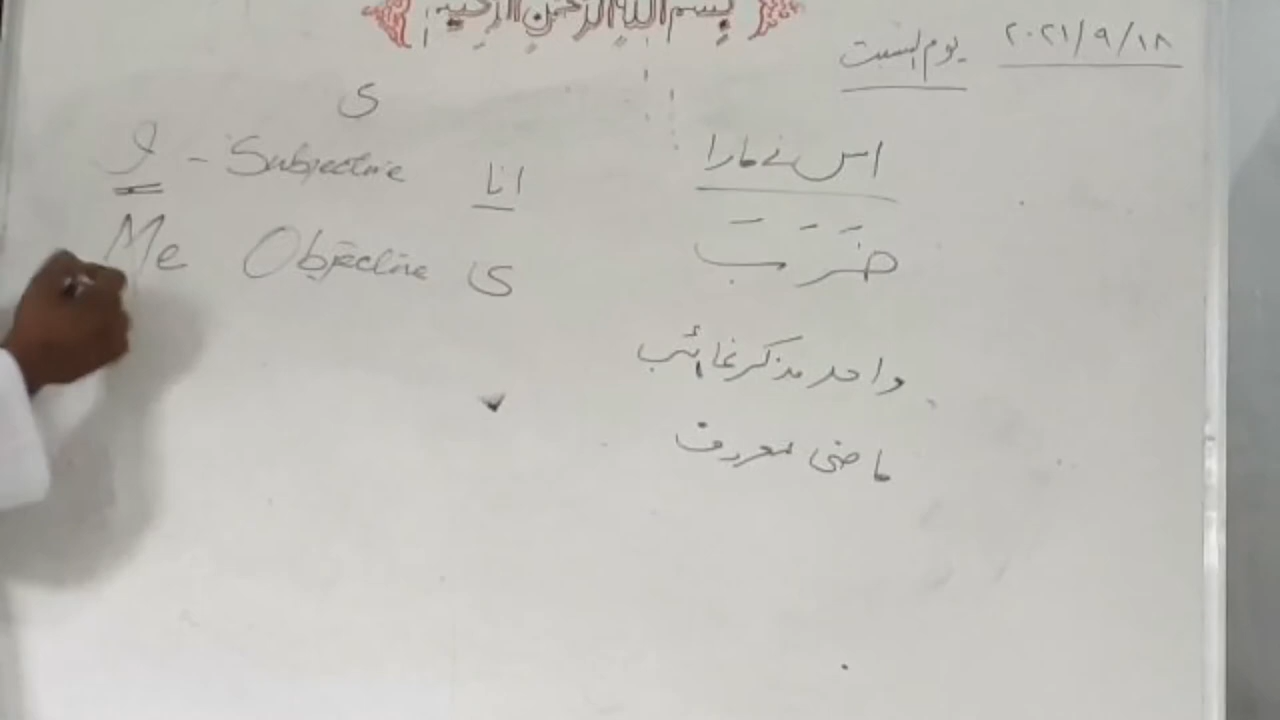 بسم الله الرحمن الرحيم
٢٠٢١/٩/١٨
يوم السبت
اس نے مارا
ضَرَبَ
واحد مذکر غائب
ماضی معروف
ی
I - Subjective انا
Me Objective ی